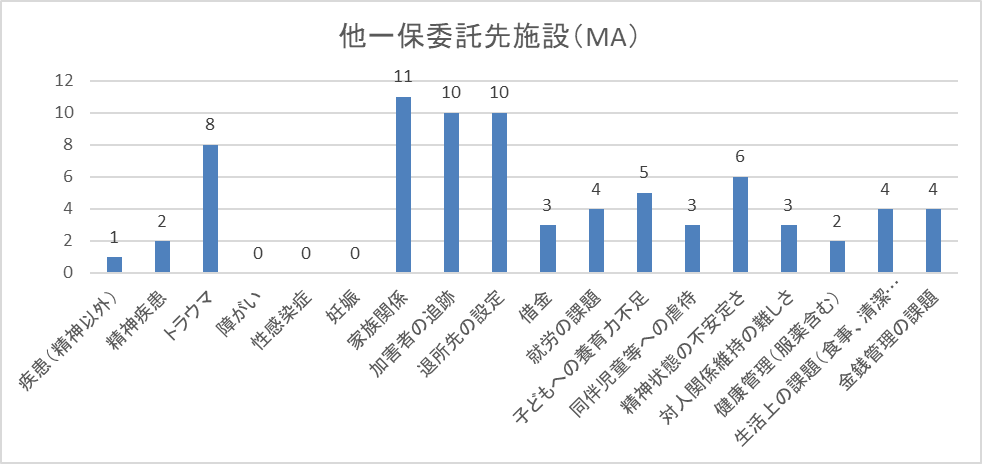 他一保委託先施設（MA）
12
10
8
6
4
2
0
1
2
8
0
0
0
11
10
10
3
4
5
3
6
3
2
4
4
疾患（精神以外）
精神疾患
トラウマ
障がい
性感染症
妊娠
家族関係
加害者の追跡
退所先の設定
借金
就労の課題
子どもへの養育力不足
同伴児童等への虐待
精神状態の不安定さ
対人関係維持の難しさ
健康管理（服薬含む）
生活上の課題（食事、清潔…
金銭管理の課題